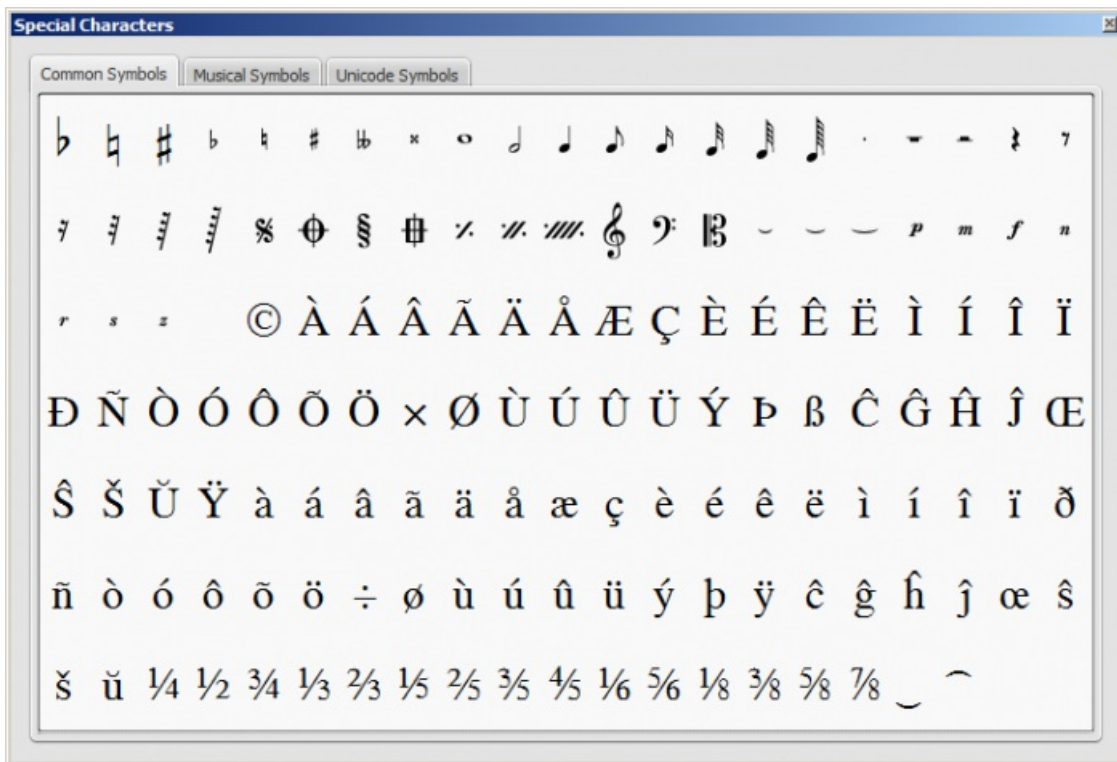 Special Characters
Common Symbols Musical Symbols Unicode Symbols
♭ ♮ ♯ ♭ ♮ ♯ 𝄫 𝄪 𝅝 𝅗𝅥 𝅘𝅥 𝅘𝅥𝅮 𝅘𝅥𝅯 𝅘𝅥𝅰 𝅘𝅥𝅱 𝅘𝅥𝅲 . 𝄻 𝄼 𝄽 𝄾
𝄿 𝅀 𝅁 𝅂 𝄋 𝄌 § 𝄎 𝄏 𝄞 𝄢 𝄡 p m f n
r s z © À Á Â Ã Ä Å Æ Ç È É Ê Ë Ì Í Î Ï
Ð Ñ Ò Ó Ô Õ Ö × Ø Ù Ú Û Ü Ý Þ ß Ĉ Ĝ Ĥ Ĵ Œ
Ŝ Š Ŭ Ÿ à á â ã ä å æ ç è é ê ë ì í î ï ð
ñ ò ó ô õ ö ÷ ø ù ú û ü ý þ ÿ ĉ ĝ ĥ ĵ œ ŝ
š ŭ ¼ ½ ¾ ⅓ ⅔ ⅕ ⅖ ⅗ ⅘ ⅙ ⅚ ⅛ ⅜ ⅝ ⅞ ‿ ⁀